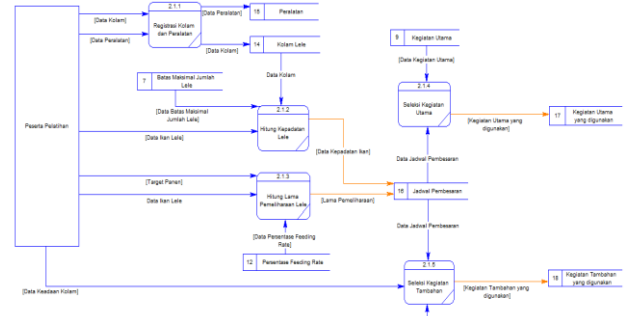 2.1.1
Registrasi Kolam
dan Peralatan
[Data Kolam]
[Data Peralatan]
[Data Peralatan]
15 Peralatan
[Data Kolam]
14 Kolam Lele
9 Kegiatan Utama
[Data Kegiatan Utama]
7 Batas Maksimal Jumlah
Lele
Data Kolam
[Data Batas Maksimal
Jumlah Lele]
2.1.2
Hitung Kepadatan
Lele
2.1.4
Seleksi Kegiatan
Utama
[Kegiatan Utama yang
digunakan]
17 Kegiatan Utama
yang digunakan
Peserta Pelatihan
[Data Ikan Lele]
[Data Kepadatan Ikan]
Data Jadwal Pembesaran
2.1.3
Hitung Lama
Pemeliharaan Lele
[Target Panen]
Data Ikan Lele
[Lama Pemeliharaan]
16 Jadwal Pembesaran
Data Jadwal Pembesaran
[Data Persentase Feeding
Rate]
12 Persentase Feeding Rate
2.1.5
Seleksi Kegiatan
Tambahan
[Data Keadaan Kolam]
[Kegiatan Tambahan yang
digunakan]
18 Kegiatan Tambahan
yang digunakan